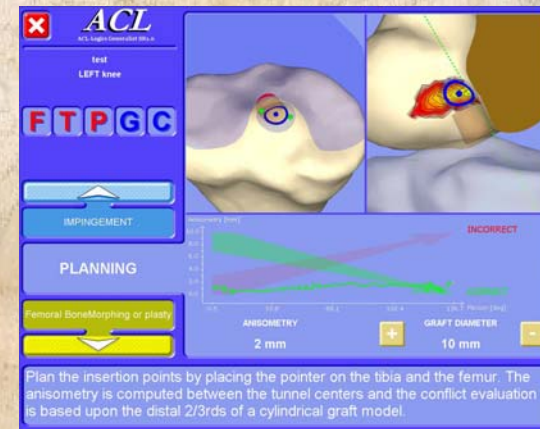 ACL
ACL Logics Generalist
test
LEFT knee
F T P G C
IMPINGEMENT
PLANNING
Femoral BoneMorphing or plasty
Anisometry [mm]
INCORRECT
ANISOMETRY
2 mm
+
GRAFT DIAMETER
10 mm
-
Plan the insertion points by placing the pointer on the tibia and the femur. The
anisometry is computed between the tunnel centers and the conflict evaluation
is based upon the distal 2/3rds of a cylindrical graft model.